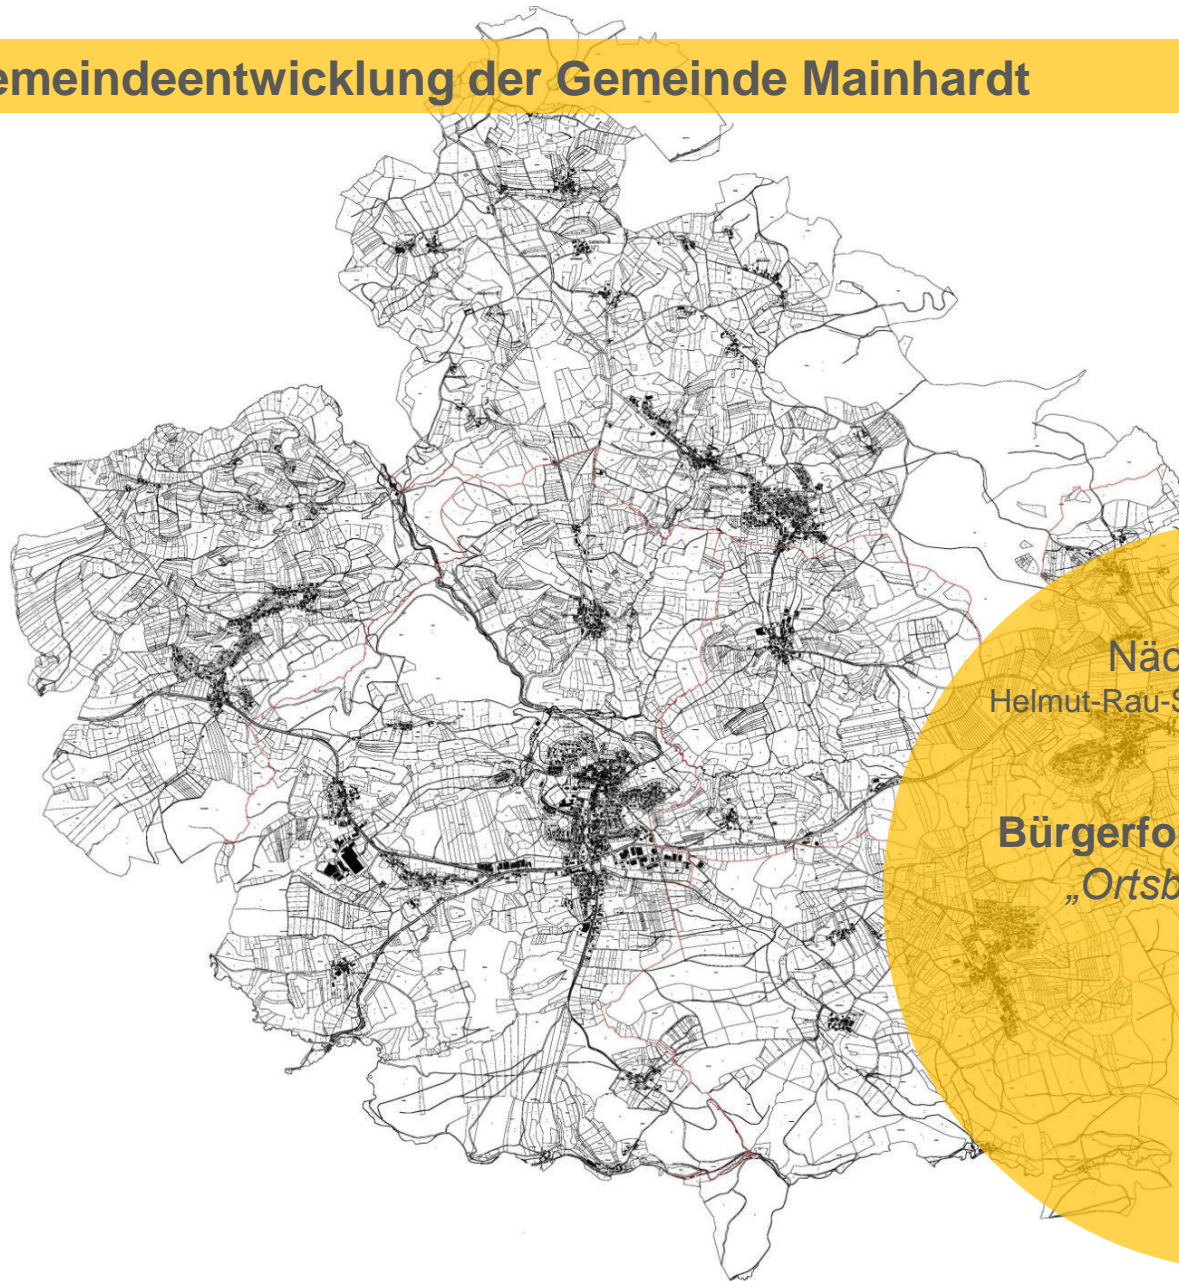 emeindeentwicklung der Gemeinde Mainhardt
Näc
Helmut-Rau-S
Bürgerfo
„Ortsb